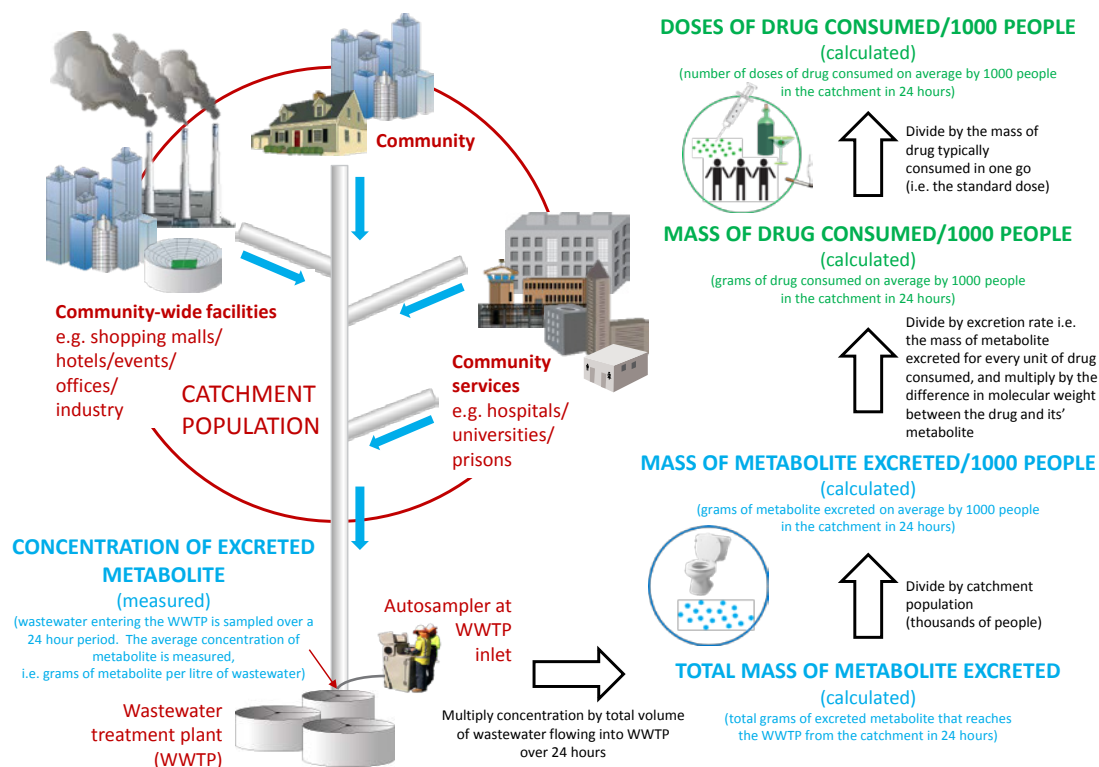 Community
Community-wide facilities
e.g. shopping malls/
hotels/events/
offices/
industry
CATCHMENT
POPULATION
Community
services
e.g. hospitals/
universities/
prisons
CONCENTRATION OF EXCRETED
METABOLITE
(measured)
(wastewater entering the WWTP is sampled over a
24 hour period. The average concentration of
metabolite is measured,
i.e. grams of metabolite per litre of wastewater)
Autosampler at
WWTP
inlet
Wastewater
treatment plant
(WWTP)
Multiply concentration by total volume
of wastewater flowing into WWTP
over 24 hours
DOSES OF DRUG CONSUMED/1000 PEOPLE
(calculated)
(number of doses of drug consumed on average by 1000 people
in the catchment in 24 hours)
Divide by the mass of
drug typically
consumed in one go
(i.e. the standard dose)
MASS OF DRUG CONSUMED/1000 PEOPLE
(calculated)
(grams of drug consumed on average by 1000 people
in the catchment in 24 hours)
Divide by excretion rate i.e.
the mass of metabolite
excreted for every unit of drug
consumed, and multiply by the
difference in molecular weight
between the drug and its’
metabolite
MASS OF METABOLITE EXCRETED/1000 PEOPLE
(calculated)
(grams of metabolite excreted on average by 1000 people
in the catchment in 24 hours)
Divide by catchment
population
(thousands of people)
TOTAL MASS OF METABOLITE EXCRETED
(calculated)
(total grams of excreted metabolite that reaches
the WWTP from the catchment in 24 hours)